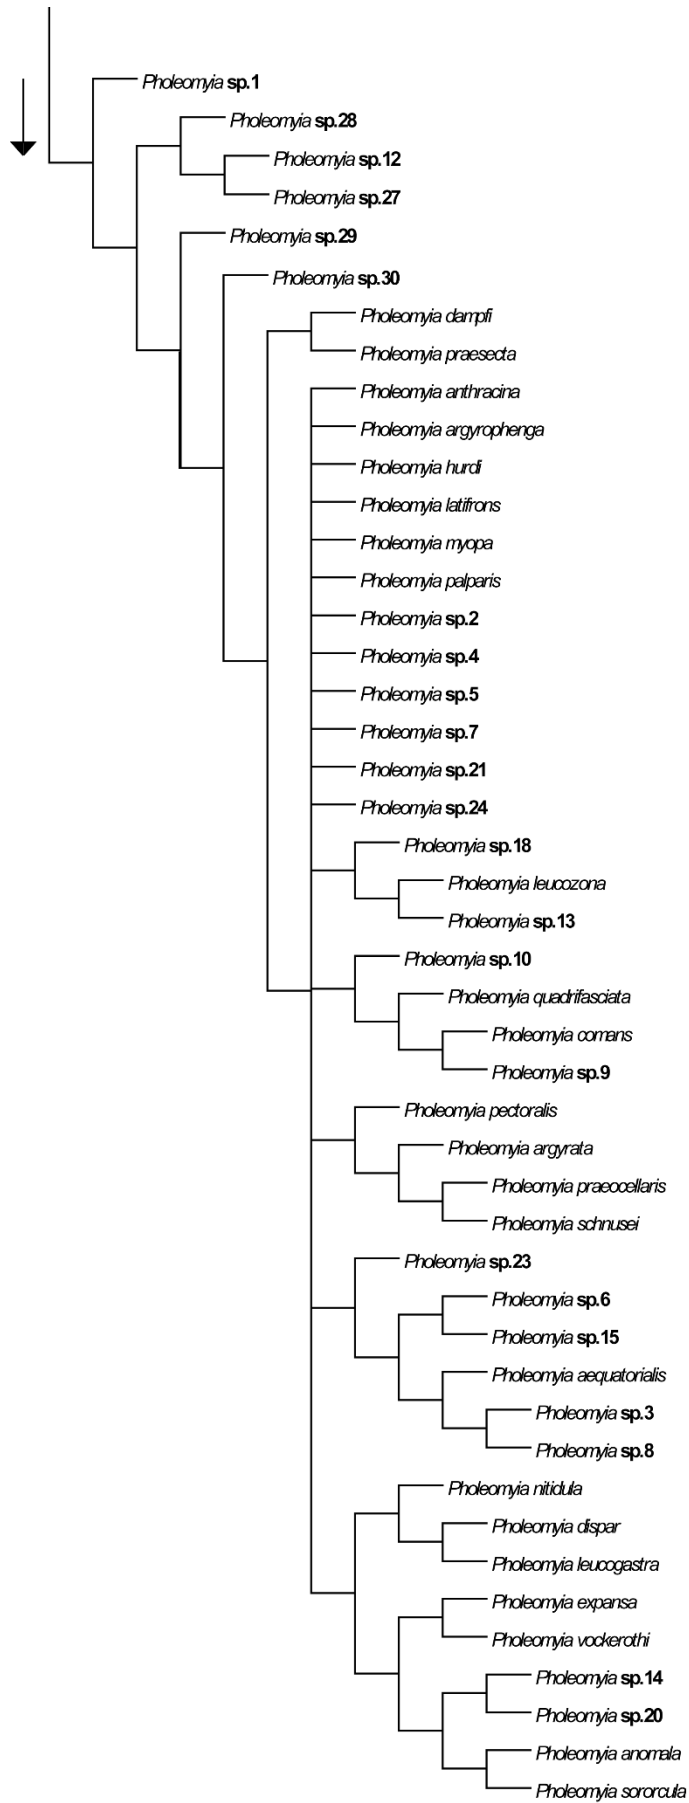 Pholeomyia sp.1
Pholeomyia sp.28
Pholeomyia sp.12
Pholeomyia sp.27
Pholeomyia sp.29
Pholeomyia sp.30
Pholeomyia dampfi
Pholeomyia praesecta
Pholeomyia anthracina
Pholeomyia argyrophenga
Pholeomyia hurdi
Pholeomyia latifrons
Pholeomyia myopa
Pholeomyia palparis
Pholeomyia sp.2
Pholeomyia sp.4
Pholeomyia sp.5
Pholeomyia sp.7
Pholeomyia sp.21
Pholeomyia sp.24
Pholeomyia sp.18
Pholeomyia leucozona
Pholeomyia sp.13
Pholeomyia sp.10
Pholeomyia quadrifasciata
Pholeomyia comans
Pholeomyia sp.9
Pholeomyia pectoralis
Pholeomyia argyrata
Pholeomyia praeocellaris
Pholeomyia schnusei
Pholeomyia sp.23
Pholeomyia sp.6
Pholeomyia sp.15
Pholeomyia aequatorialis
Pholeomyia sp.3
Pholeomyia sp.8
Pholeomyia nitidula
Pholeomyia dispar
Pholeomyia leucogastra
Pholeomyia expansa
Pholeomyia vockerothi
Pholeomyia sp.14
Pholeomyia sp.20
Pholeomyia anomala
Pholeomyia sororcula